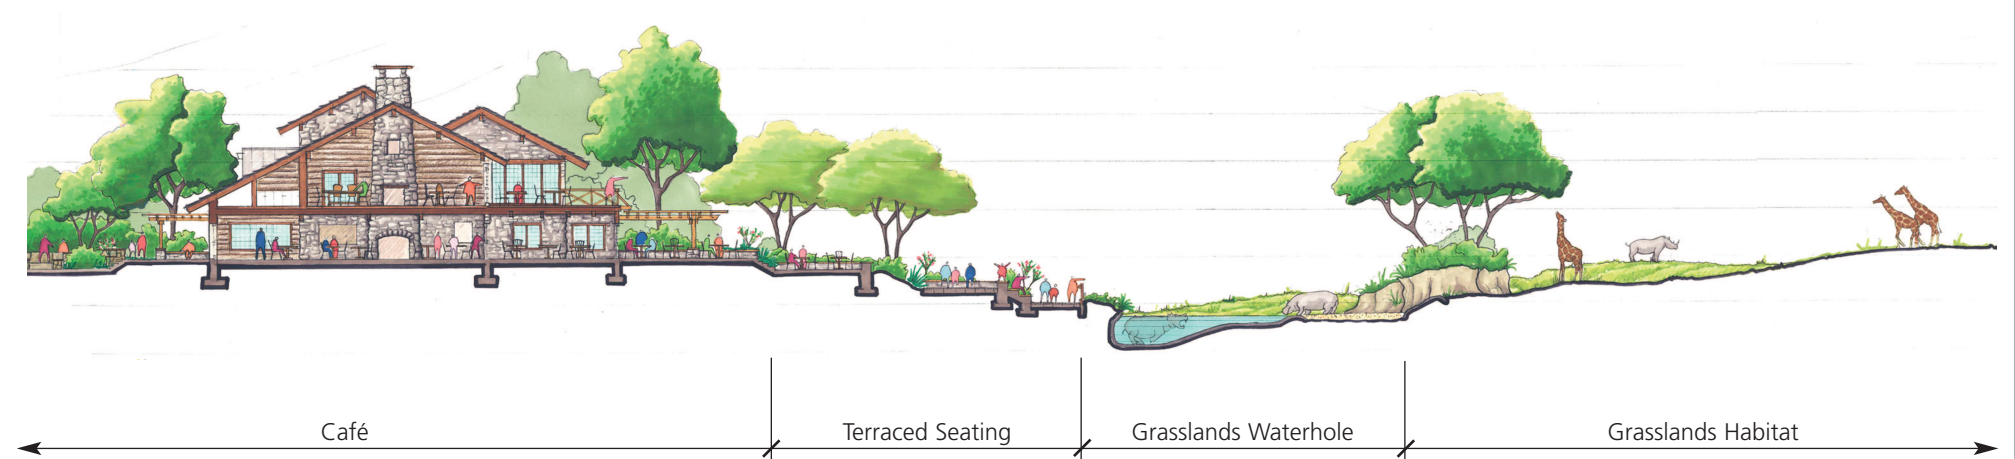 Café
Terraced Seating
Grasslands Waterhole
Grasslands Habitat